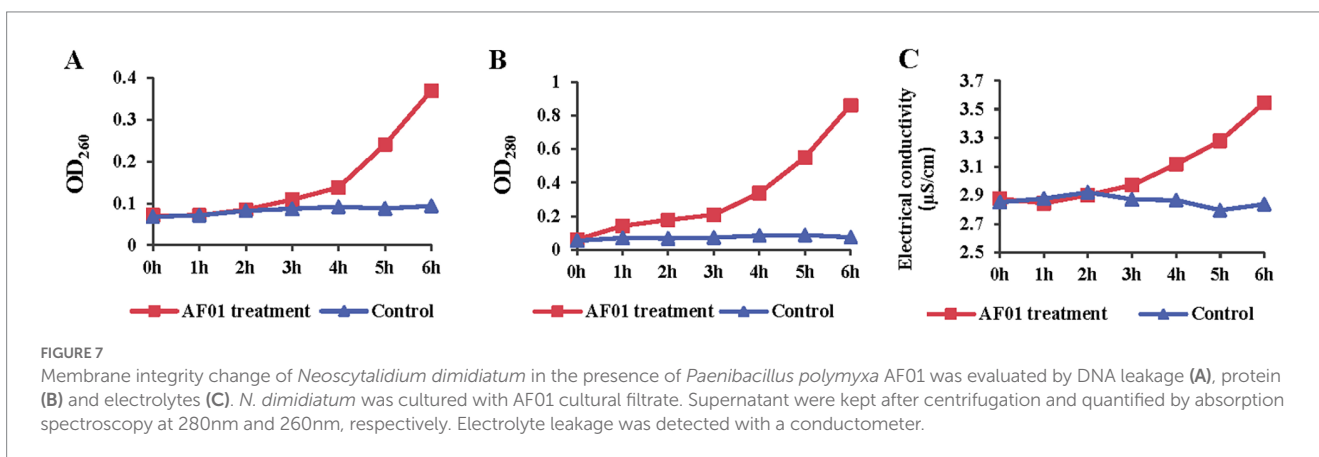 A
OD260
0.4
0.3
0.2
0.1
0
0h 1h 2h 3h 4h 5h 6h
AF01 treatment Control
B
OD280
1
0.8
0.6
0.4
0.2
0
0h 1h 2h 3h 4h 5h 6h
AF01 treatment Control
C
Electrical conductivity
(µS/cm)
3.7
3.5
3.3
3.1
2.9
2.7
2.5
0h 1h 2h 3h 4h 5h 6h
AF01 treatment Control
FIGURE 7
Membrane integrity change of Neoscytalidium dimidiatum in the presence of Paenibacillus polymyxa AF01 was evaluated by DNA leakage (A), protein
(B) and electrolytes (C). N. dimidiatum was cultured with AF01 cultural filtrate. Supernatant were kept after centrifugation and quantified by absorption
spectroscopy at 280nm and 260nm, respectively. Electrolyte leakage was detected with a conductometer.